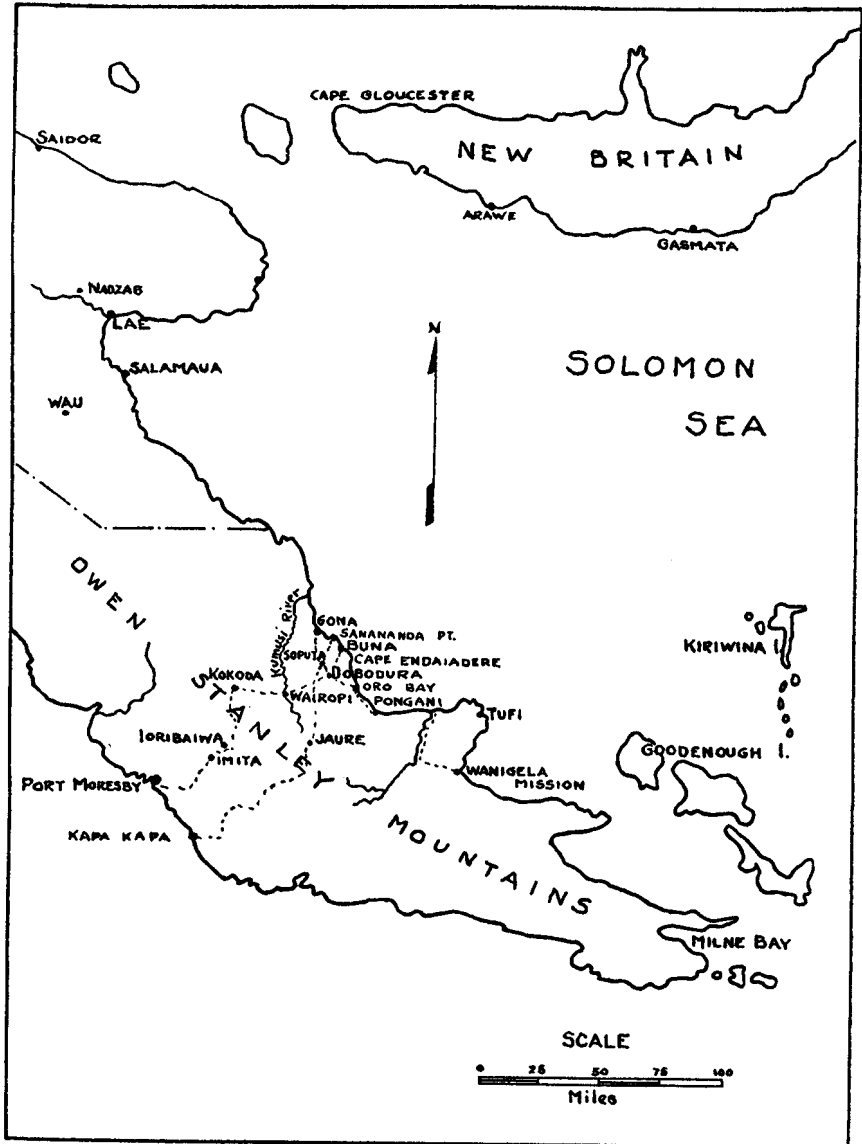 CAPE GLOUCESTER
SAIDOR
NEW BRITAIN
ARAWE
GASMATA
NADZAB
LAE
N
SALAMAUA
SOLOMON
SEA
WAU
OWEN
Kumusi River
GONA
SANANANDA PT.
BUNA
SOPUTA
CAPE ENDAIADERE
DOBODURA
KOKODA
ORO BAY
WAIROPI
PONGANI
STANLEY
TUFI
KIRIWINA I.
IORIBAIWA
JAURE
IMITA
GOODENOUGH I.
PORT MORESBY
WANIGELA
MISSION
KAPA KAPA
MOUNTAINS
MILNE BAY
SCALE
0 25 50 75 100
Miles